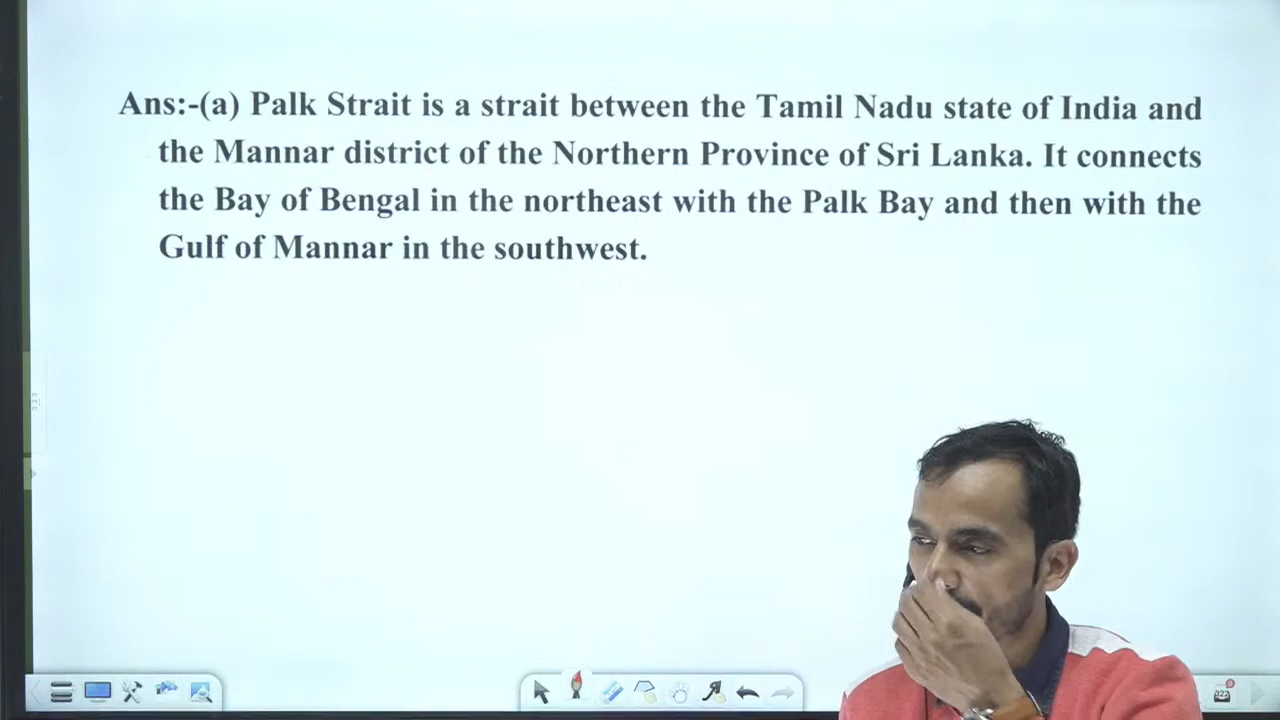 Ans:-(a) Palk Strait is a strait between the Tamil Nadu state of India and
the Mannar district of the Northern Province of Sri Lanka. It connects
the Bay of Bengal in the northeast with the Palk Bay and then with the
Gulf of Mannar in the southwest.